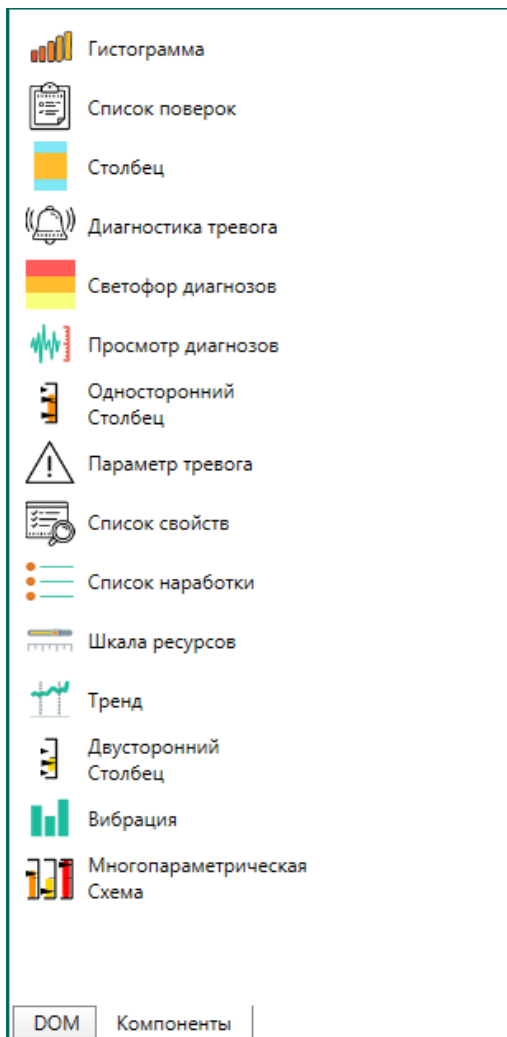 Гистограмма
Список поверок
Столбец
Диагностика тревога
Светофор диагнозов
Просмотр диагнозов
Односторонний
Столбец
Параметр тревога
Список свойств
Список наработки
Шкала ресурсов
Тренд
Двусторонний
Столбец
Вибрация
Многопараметрическая
Схема
DOM Компоненты